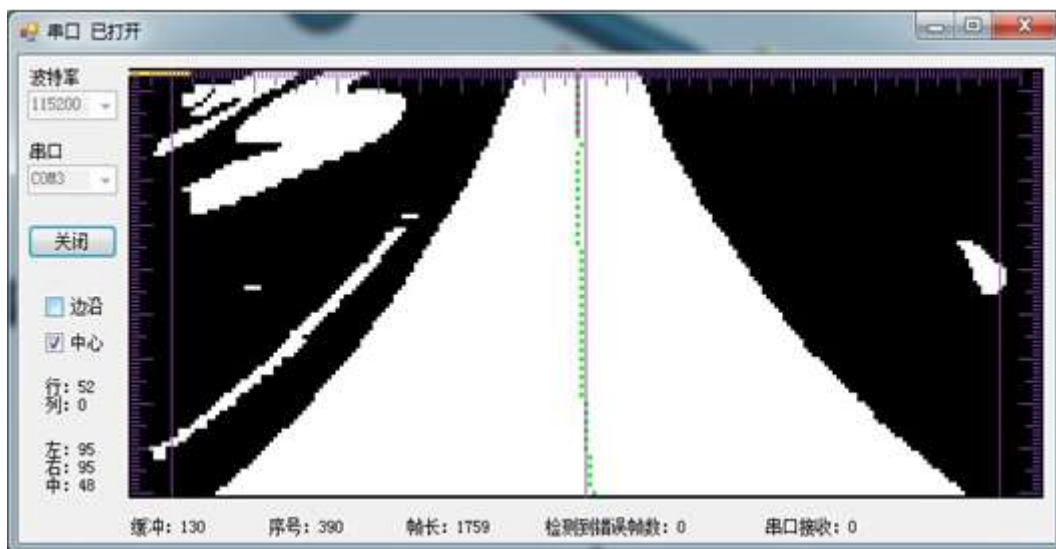 串口 已打开
波特率
115200
串口
COM3
关闭
边沿
中心
行: 52
列: 0
左: 95
右: 95
中: 48
缓冲: 130 序号: 390 帧长: 1759 检测到错误帧数: 0 串口接收: 0